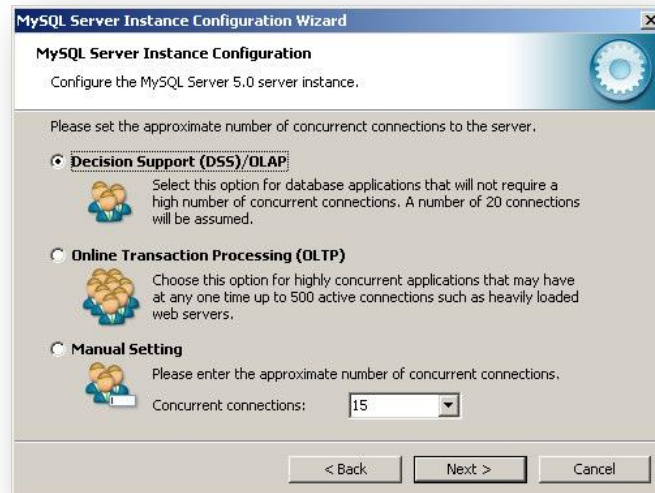 MySQL Server Instance Configuration Wizard
MySQL Server Instance Configuration
Configure the MySQL Server 5.0 server instance.
Please set the approximate number of concurrenct connections to the server.
Decision Support (DSS)/OLAP
Select this option for database applications that will not require a
high number of concurrent connections. A number of 20 connections
will be assumed.
Online Transaction Processing (OLTP)
Choose this option for highly concurrent applications that may have
at any one time up to 500 active connections such as heavily loaded
web servers.
Manual Setting
Please enter the approximate number of concurrent connections.
Concurrent connections: 15
< Back Next > Cancel